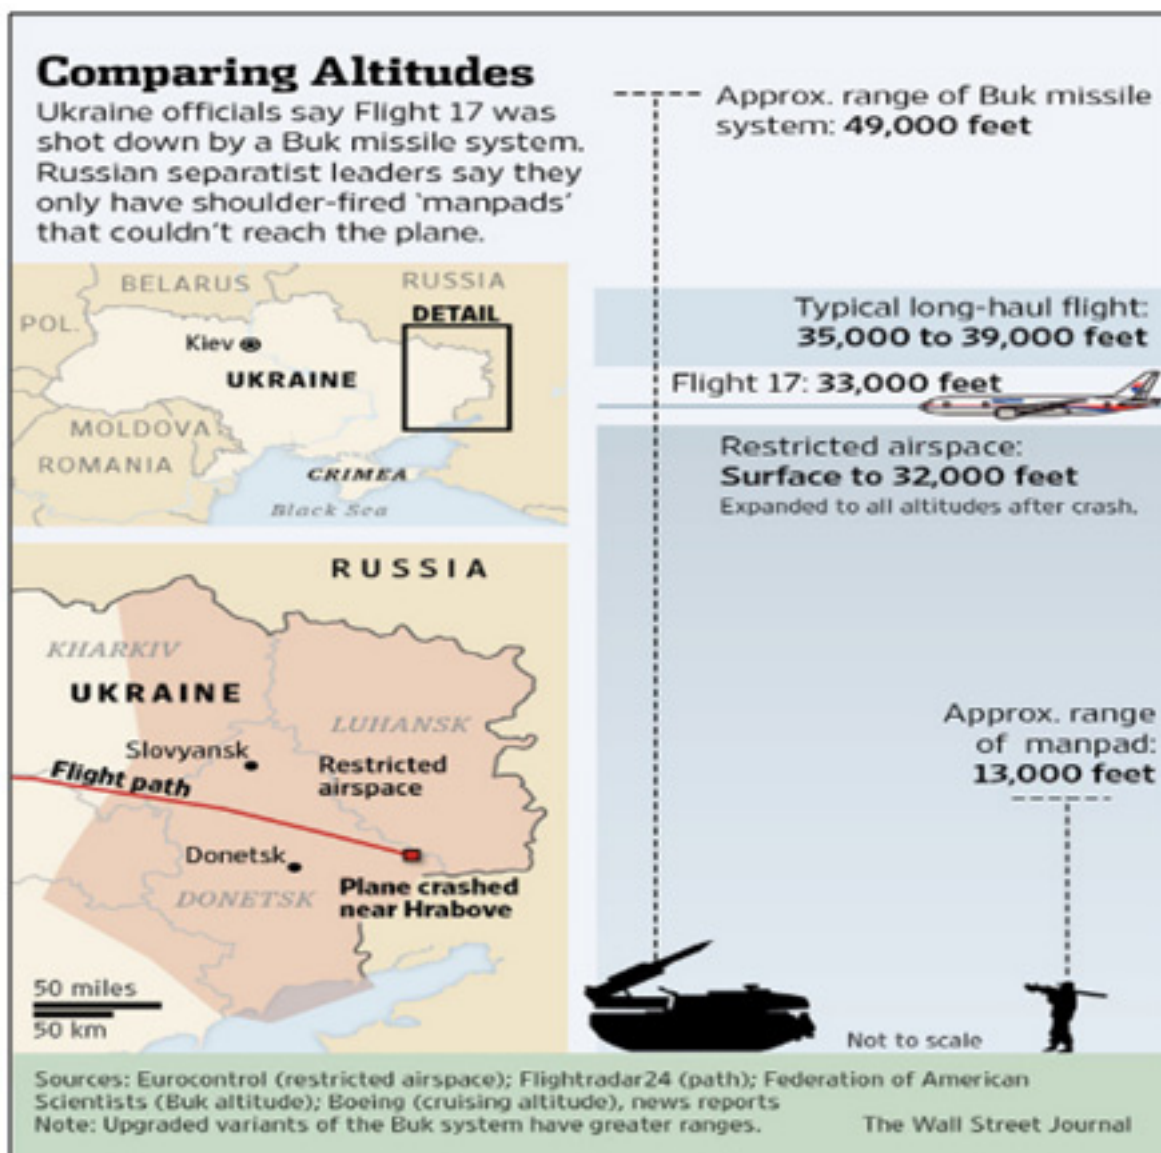 Comparing Altitudes
Ukraine officials say Flight 17 was
shot down by a Buk missile system.
Russian separatist leaders say they
only have shoulder-fired ‘manpads’
that couldn’t reach the plane.
BELARUS
RUSSIA
POL.
DETAIL
Kiev
UKRAINE
MOLDOVA
ROMANIA
CRIMEA
Black Sea
RUSSIA
KHARKIV
UKRAINE
LUHANSK
Slovyansk
Restricted
airspace
Flight path
Donetsk
DONETSK
Plane crashed
near Hrabove
50 miles
50 km
Approx. range of Buk missile
system: 49,000 feet
Typical long-haul flight:
35,000 to 39,000 feet
Flight 17: 33,000 feet
Restricted airspace:
Surface to 32,000 feet
Expanded to all altitudes after crash.
Approx. range
of manpad:
13,000 feet
Not to scale
Sources: Eurocontrol (restricted airspace); Flightradar24 (path); Federation of American
Scientists (Buk altitude); Boeing (cruising altitude), news reports
Note: Upgraded variants of the Buk system have greater ranges.
The Wall Street Journal